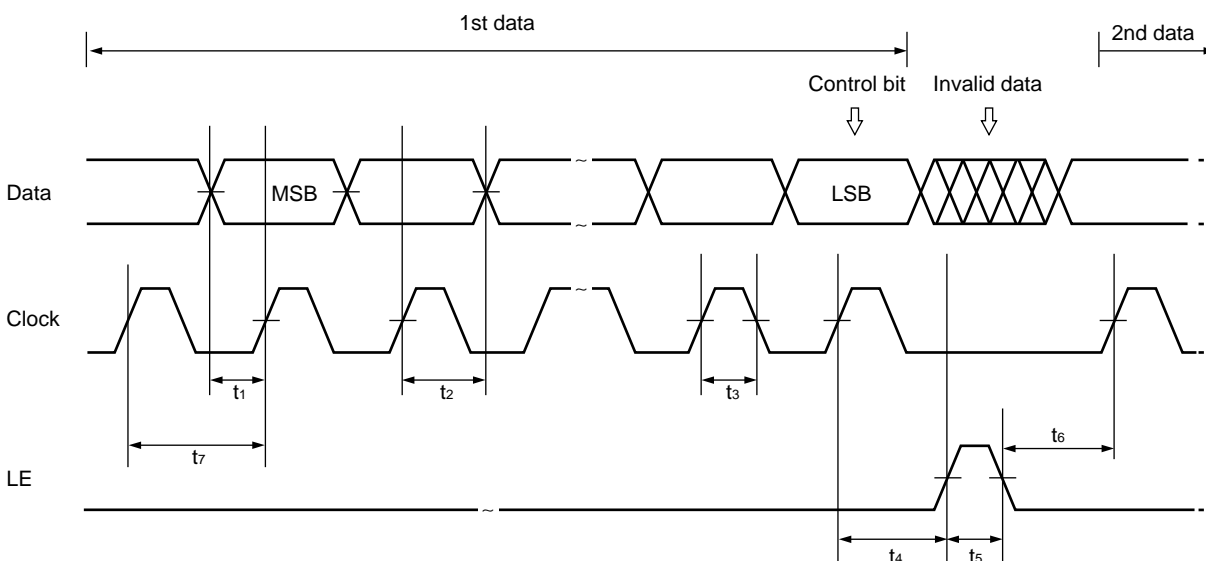 1st data
2nd data
Control bit
Invalid data
Data
MSB
LSB
Clock
t1
t2
t3
t7
t6
LE
t4
t5